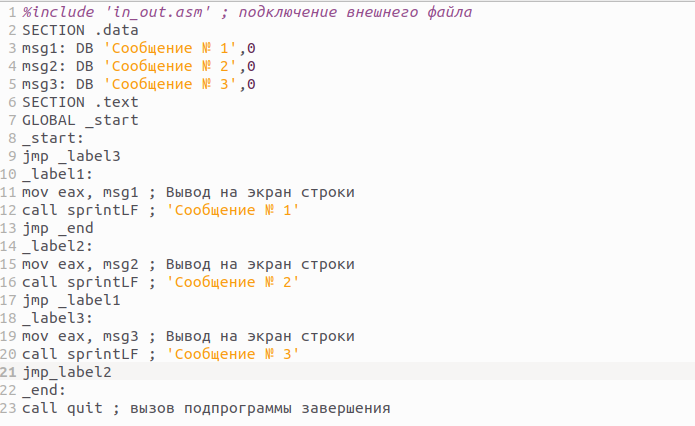 1 %include 'in_out.asm' ; подключение внешнего файла
2 SECTION .data
3 msg1: DB 'Сообщение № 1',0
4 msg2: DB 'Сообщение № 2',0
5 msg3: DB 'Сообщение № 3',0
6 SECTION .text
7 GLOBAL _start
8 _start:
9 jmp _label3
10 _label1:
11 mov eax, msg1 ; Вывод на экран строки
12 call sprintLF ; 'Сообщение № 1'
13 jmp _end
14 _label2:
15 mov eax, msg2 ; Вывод на экран строки
16 call sprintLF ; 'Сообщение № 2'
17 jmp _label1
18 _label3:
19 mov eax, msg3 ; Вывод на экран строки
20 call sprintLF ; 'Сообщение № 3'
21 jmp_label2
22 _end:
23 call quit ; вызов подпрограммы завершения